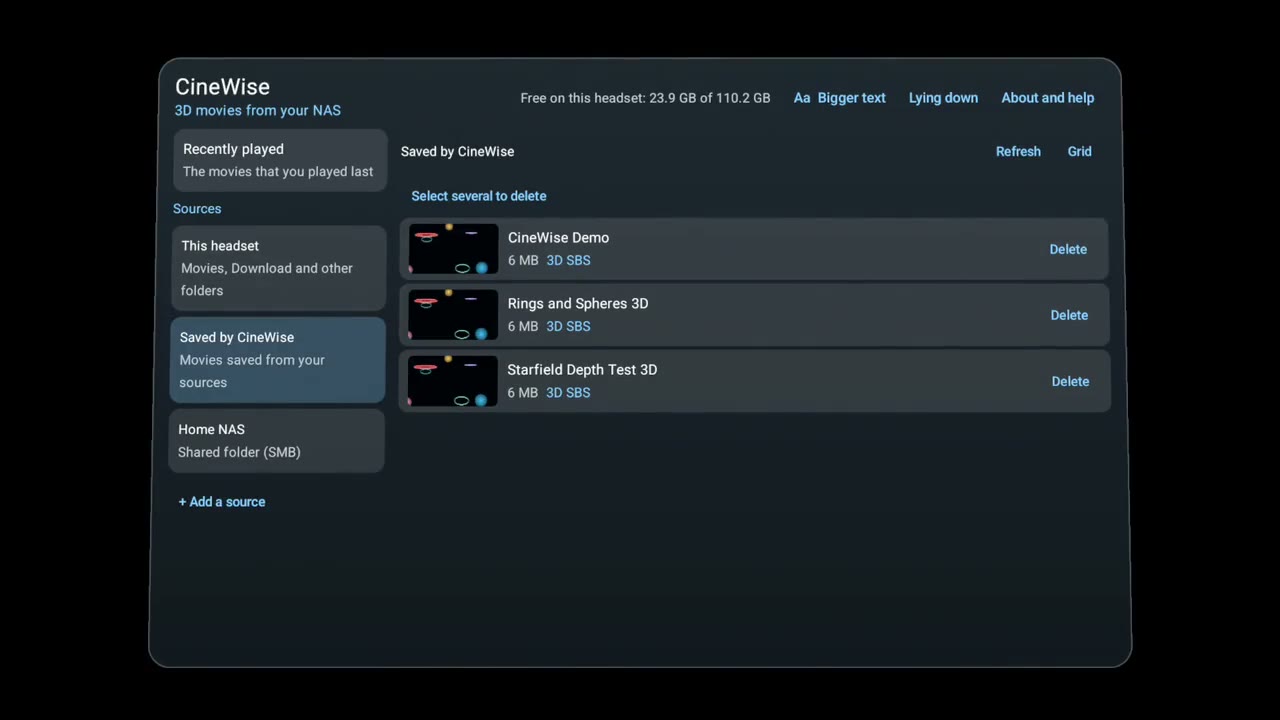 CineWise
3D movies from your NAS
Free on this headset: 23.9 GB of 110.2 GB
Aa Bigger text
Lying down
About and help
Recently played
The movies that you played last
Sources
This headset
Movies, Download and other
folders
Saved by CineWise
Movies saved from your
sources
Home NAS
Shared folder (SMB)
+ Add a source
Saved by CineWise
Refresh
Grid
Select several to delete
CineWise Demo
6 MB 3D SBS
Delete
Rings and Spheres 3D
6 MB 3D SBS
Delete
Starfield Depth Test 3D
6 MB 3D SBS
Delete